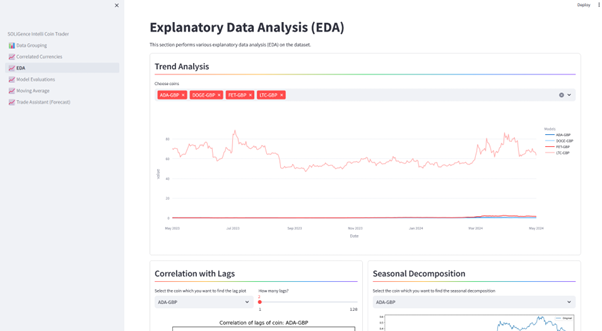 Deploy
SOLiGence Intelli Coin Trader
Data Grouping
Correlated Currencies
EDA
Model Evaluations
Moving Average
Trade Assistant (Forecast)
Explanatory Data Analysis (EDA)
This section performs various explanatory data analysis (EDA) on the dataset.
Trend Analysis
Choose coins
ADA-GBP × DOGE-GBP × FET-GBP × LTC-GBP ×
ADA-GBP
DOGE-GBP
FET-GBP
LTC-GBP
value
80
60
40
20
0
May 2023 Jul 2023 Sep 2023 Nov 2023 Jan 2024 Mar 2024 May 2024
Correlation with Lags
Select the coin which you want to find the lag plot
ADA-GBP
How many lags?
2
1
Correlation of lags of coin: ADA-GBP
Seasonal Decomposition
Select the coin which you want to find the seasonal decomposition
ADA-GBP